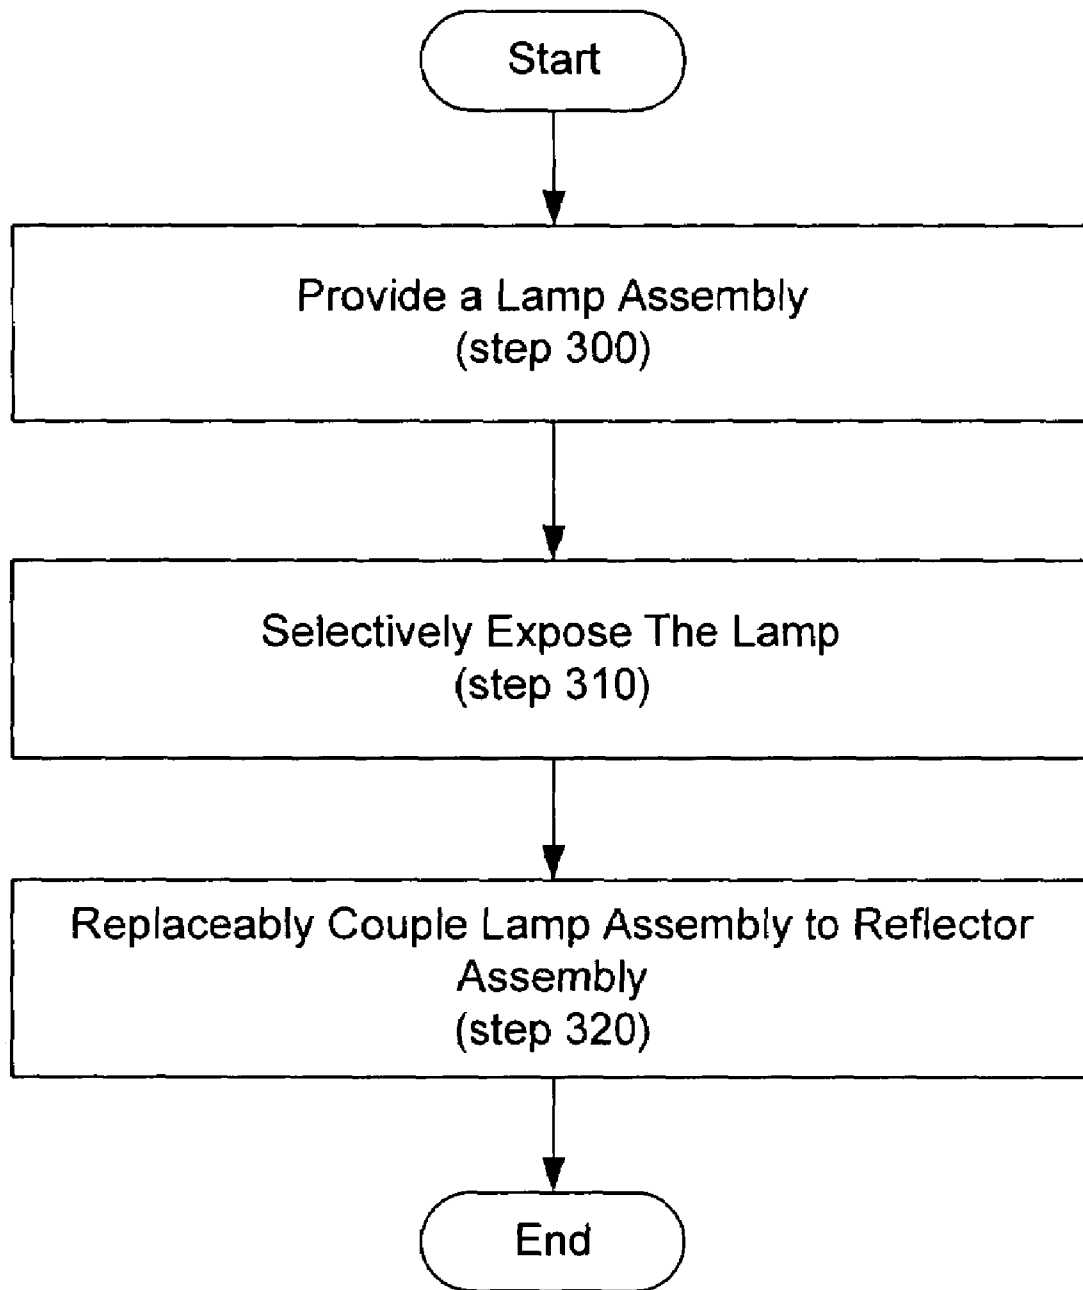 Start
Provide a Lamp Assembly
(step 300)
Selectively Expose The Lamp
(step 310)
Replaceably Couple Lamp Assembly to Reflector
Assembly
(step 320)
End